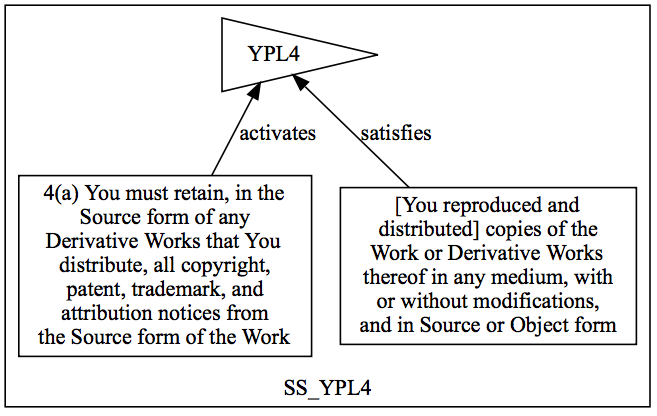 YPL4
activates
satisfies
4(a) You must retain, in the
Source form of any
Derivative Works that You
distribute, all copyright,
patent, trademark, and
attribution notices from
the Source form of the Work
[You reproduced and
distributed] copies of the
Work or Derivative Works
thereof in any medium, with
or without modifications,
and in Source or Object form
SS_YPL4